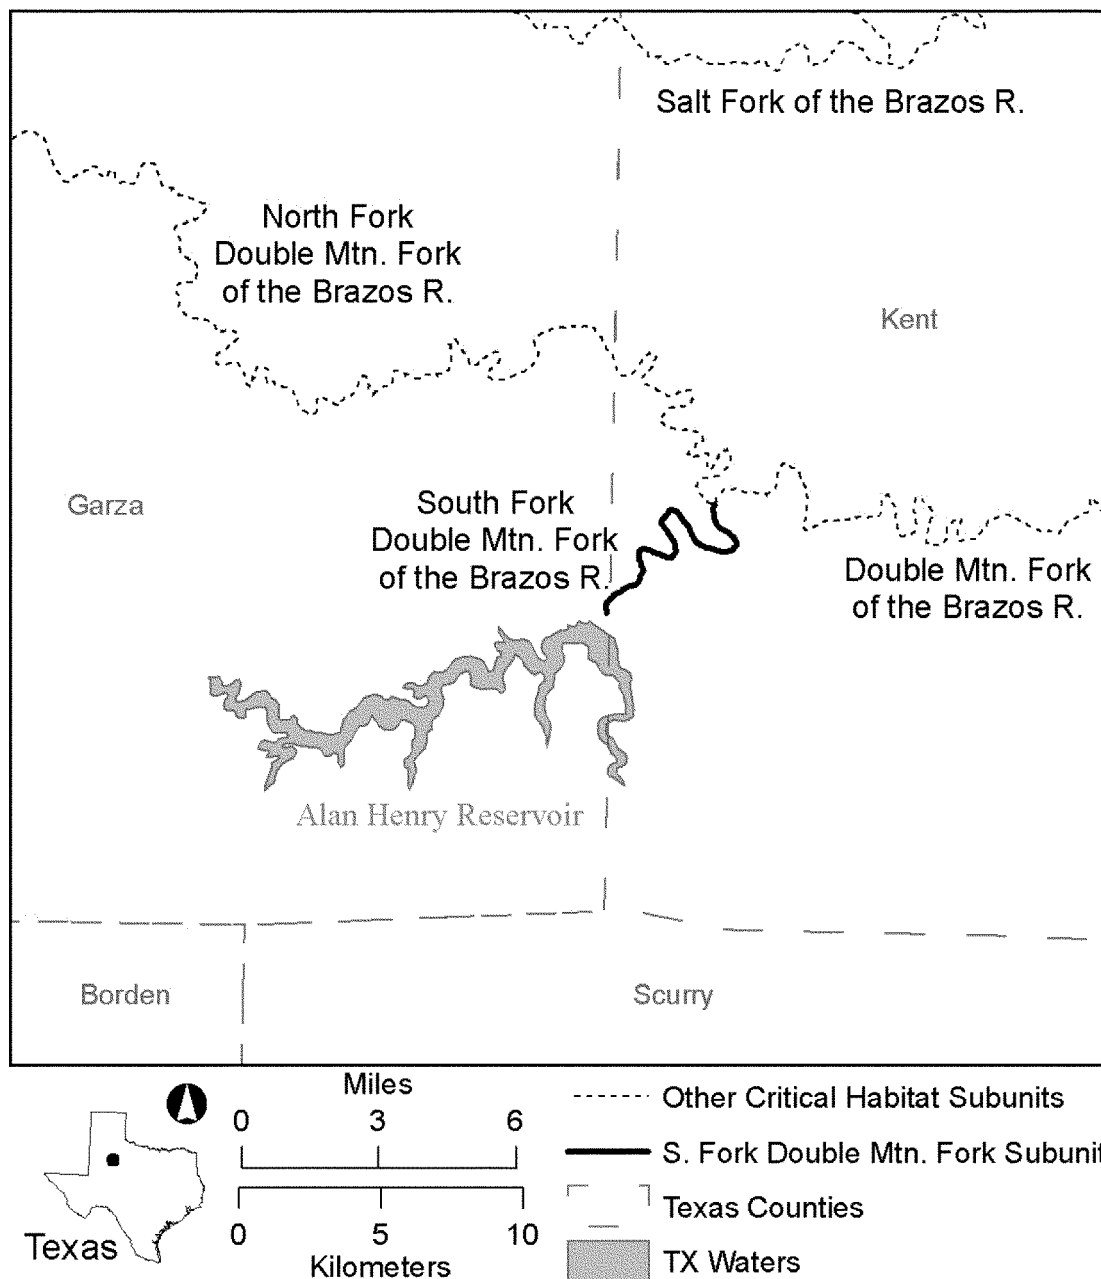 Salt Fork of the Brazos R.
North Fork
Double Mtn. Fork
of the Brazos R.
Kent
Garza
South Fork
Double Mtn. Fork
of the Brazos R.
Double Mtn. Fork
of the Brazos R.
Alan Henry Reservoir
Borden
Scurry
Miles
0 3 6
0 5 10
Kilometers
Texas
Other Critical Habitat Subunits
S. Fork Double Mtn. Fork Subunit
Texas Counties
TX Waters